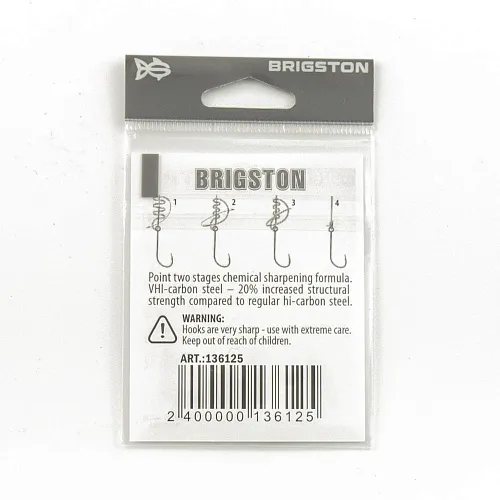 BRIGSTON
BRIGSTON
1 2 3 4
Point two stages chemical sharpening formula.
VHI-carbon steel – 20% increased structural
strength compared to regular hi-carbon steel.
WARNING:
Hooks are very sharp - use with extreme care.
Keep out of reach of children.
ART.:136125
2 400000 136125